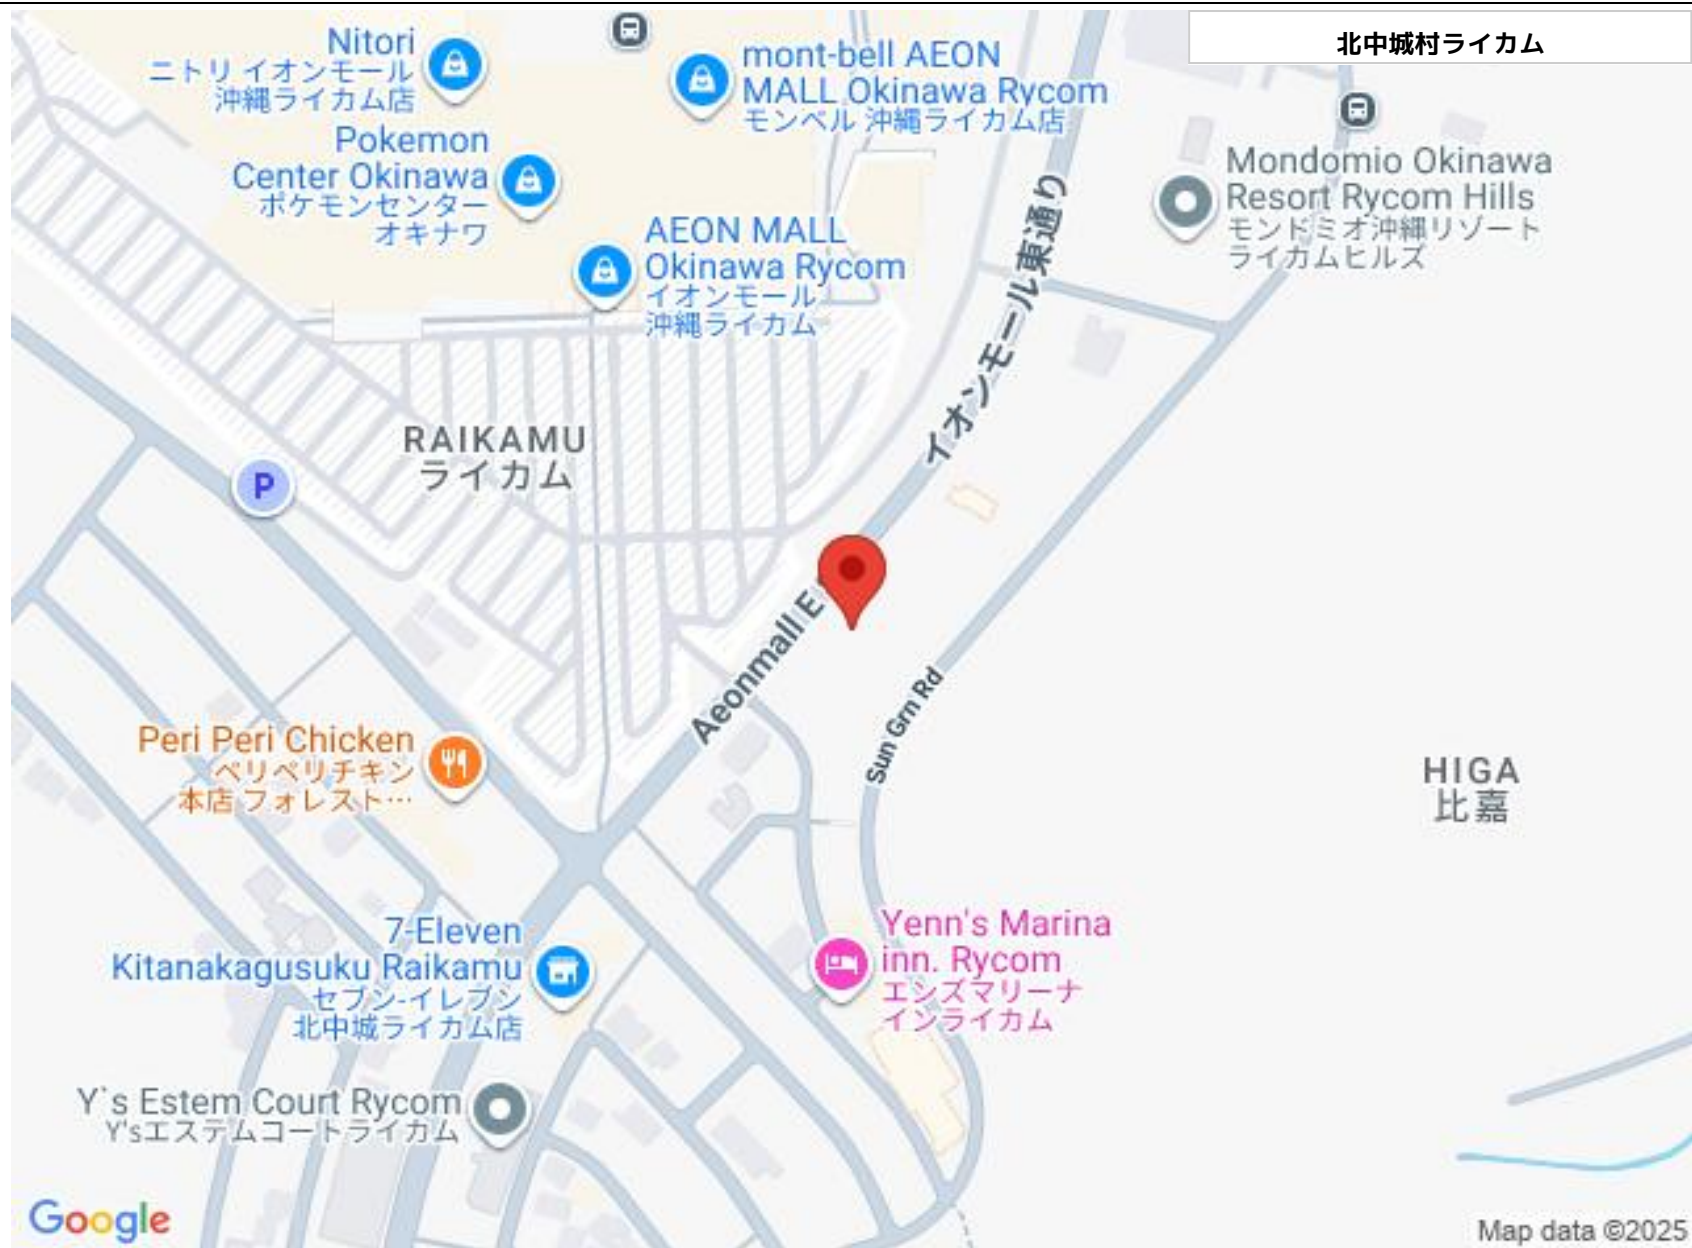 北中城村ライカム
Nitori
ニトリ イオンモール
沖縄ライカム店
mont-bell AEON
MALL Okinawa Rycom
モンベル 沖縄ライカム店
Pokemon
Center Okinawa
ポケモンセンター
オキナワ
Mondomio Okinawa
Resort Rycom Hills
モンドミオ沖縄リゾート
ライカムヒルズ
AEON MALL
Okinawa Rycom
イオンモール
沖縄ライカム
イオンモール東通り
RAIKAMU
ライカム
P
Aeonmall E
Sun Grn Rd
Peri Peri Chicken
ペリペリチキン
本店 フォレスト…
HIGA
比嘉
7-Eleven
Kitanakagusuku Raikamu
セブン-イレブン
北中城ライカム店
Yenn's Marina
inn. Rycom
エンズマリーナ
インライカム
Y`s Estem Court Rycom
Y'sエステムコートライカム
Google
Map data ©2025